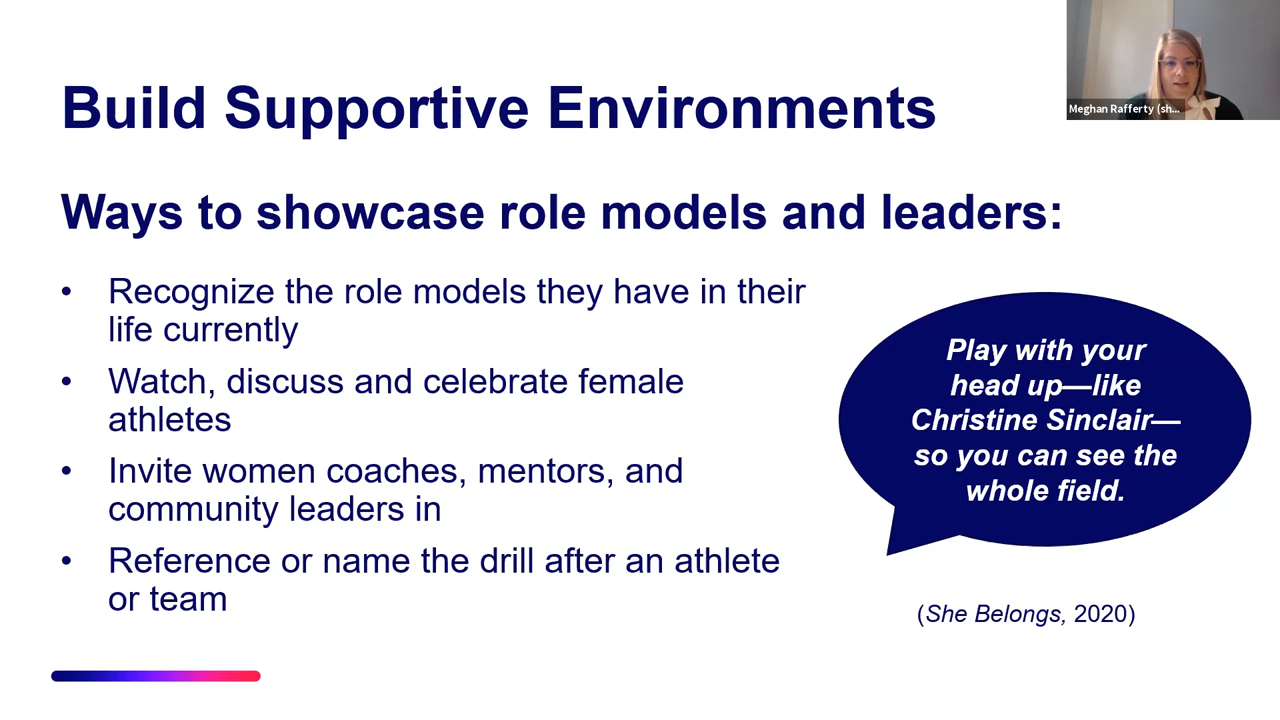 Build Supportive Environments
Meghan Rafferty (sh...
Ways to showcase role models and leaders:
• Recognize the role models they have in their
life currently
• Watch, discuss and celebrate female
athletes
• Invite women coaches, mentors, and
community leaders in
• Reference or name the drill after an athlete
or team
Play with your
head up—like
Christine Sinclair—
so you can see the
whole field.
(She Belongs, 2020)